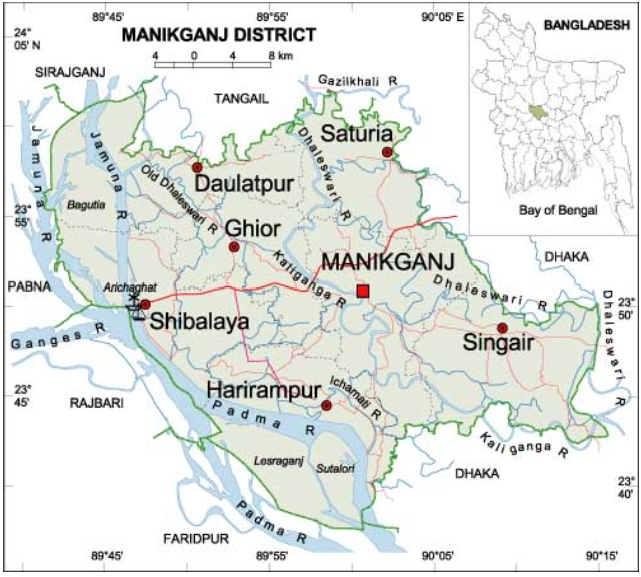 89°45'
89°55'
90°05' E
24°
05' N
MANIKGANJ DISTRICT
4 0 4 8 km
BANGLADESH
Bay of Bengal
SIRAJGANJ
TANGAIL
Gazilkhali R
Jamuna R
Jamuna R
Saturia
Dhaleswari R
Daulatpur
Old Dhaleswari R
Bagutia
23°
55'
Ghior
MANIKGANJ
Kaliganga R
DHAKA
Dhaleswari R
Dhaleswari R
PABNA
Arichaghat
23°
50'
Shibalaya
Ganges R
Singair
Harirampur
Ichamati R
23°
45'
RAJBARI
Padma R
Kaliganga R
Lesraganj
Sutalori
DHAKA
23°
40'
Padma R
FARIDPUR
89°45'
89°55'
90°05'
90°15'